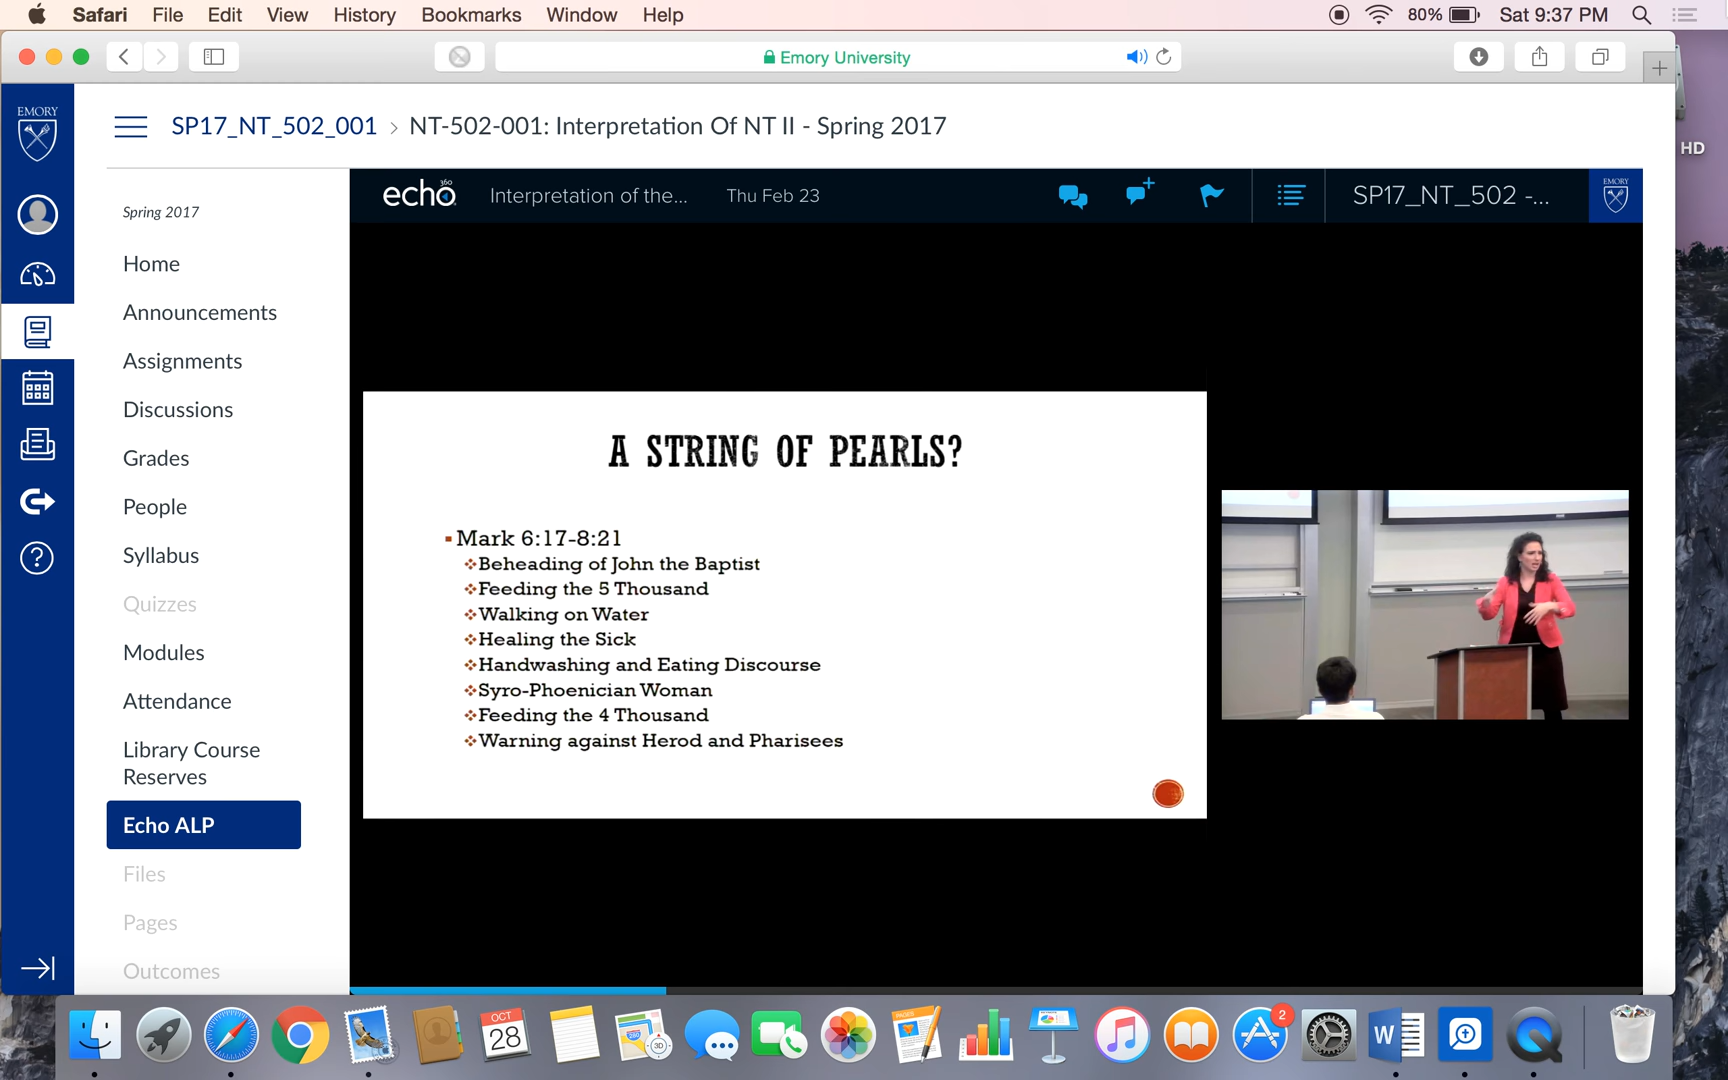 Safari File Edit View History Bookmarks Window Help 80% Sat 9:37 PM
Emory University
HD
EMORY
SP17_NT_502_001 › NT-502-001: Interpretation Of NT II - Spring 2017
Spring 2017
Home
Announcements
Assignments
Discussions
Grades
People
Syllabus
Quizzes
Modules
Attendance
Library Course
Reserves
Echo ALP
Files
Pages
Outcomes
echo 360 Interpretation of the... Thu Feb 23 SP17_NT_502 -... EMORY
A STRING OF PEARLS?
▪ Mark 6:17-8:21
❖Beheading of John the Baptist
❖Feeding the 5 Thousand
❖Walking on Water
❖Healing the Sick
❖Handwashing and Eating Discourse
❖Syro-Phoenician Woman
❖Feeding the 4 Thousand
❖Warning against Herod and Pharisees
OCT
28
3D
PAGES
2
W